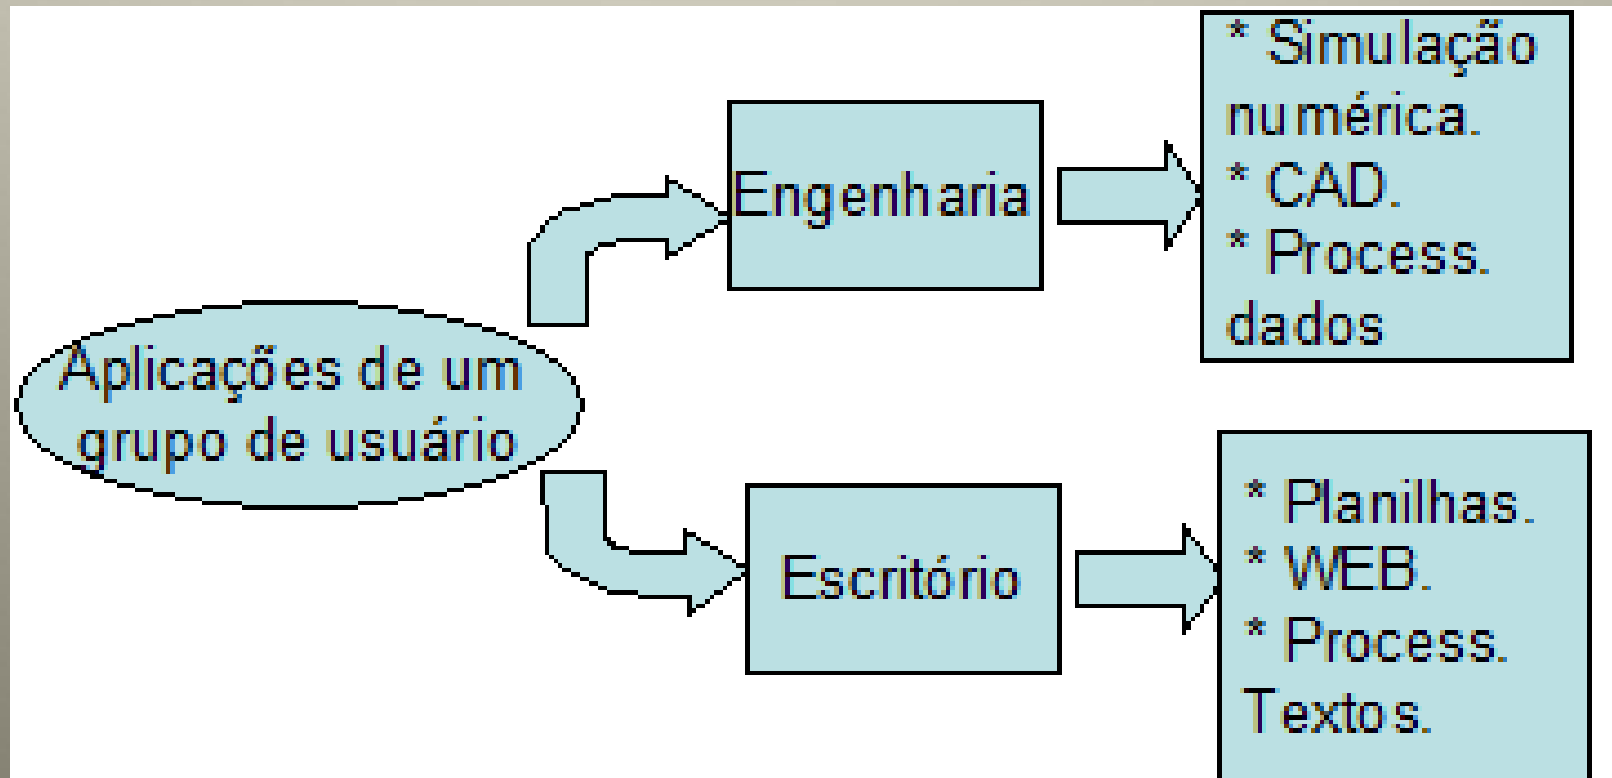 Aplicações de um
grupo de usuário
Engenharia
* Simulação
numérica.
* CAD.
* Process.
dados
Escritório
* Planilhas.
* WEB.
* Process.
Textos.